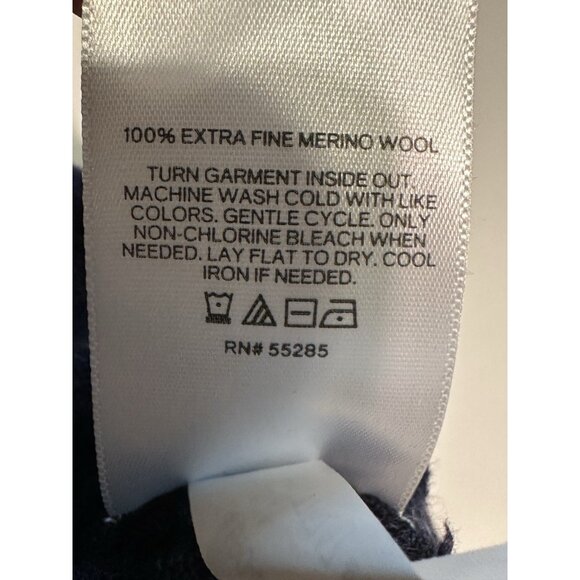 100% EXTRA FINE MERINO WOOL
TURN GARMENT INSIDE OUT.
MACHINE WASH COLD WITH LIKE
COLORS. GENTLE CYCLE. ONLY
NON-CHLORINE BLEACH WHEN
NEEDED. LAY FLAT TO DRY. COOL
IRON IF NEEDED.
RN# 55285